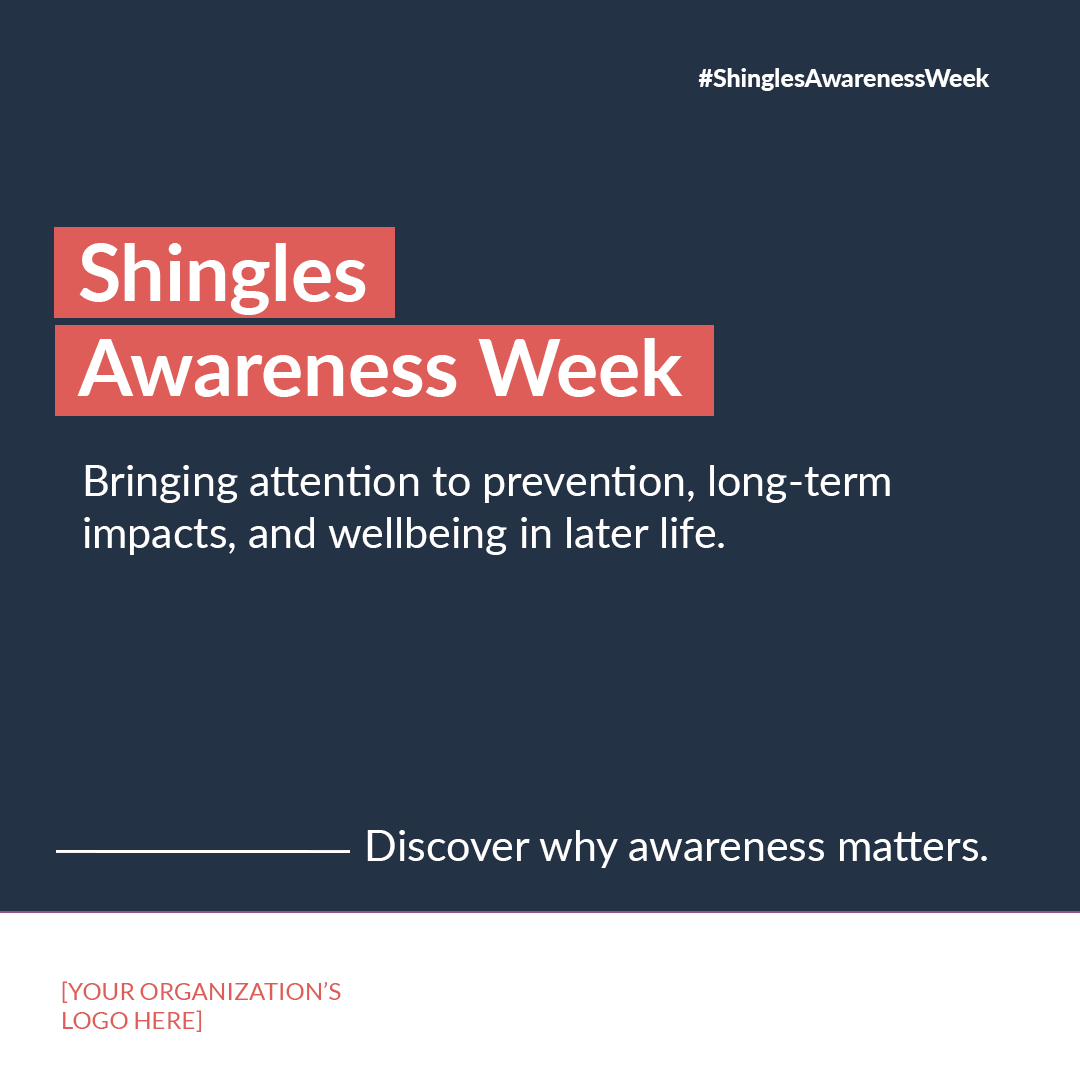 #ShinglesAwarenessWeek
Shingles
Awareness Week
Bringing attention to prevention, long-term
impacts, and wellbeing in later life.
Discover why awareness matters.
[YOUR ORGANIZATION’S
LOGO HERE]